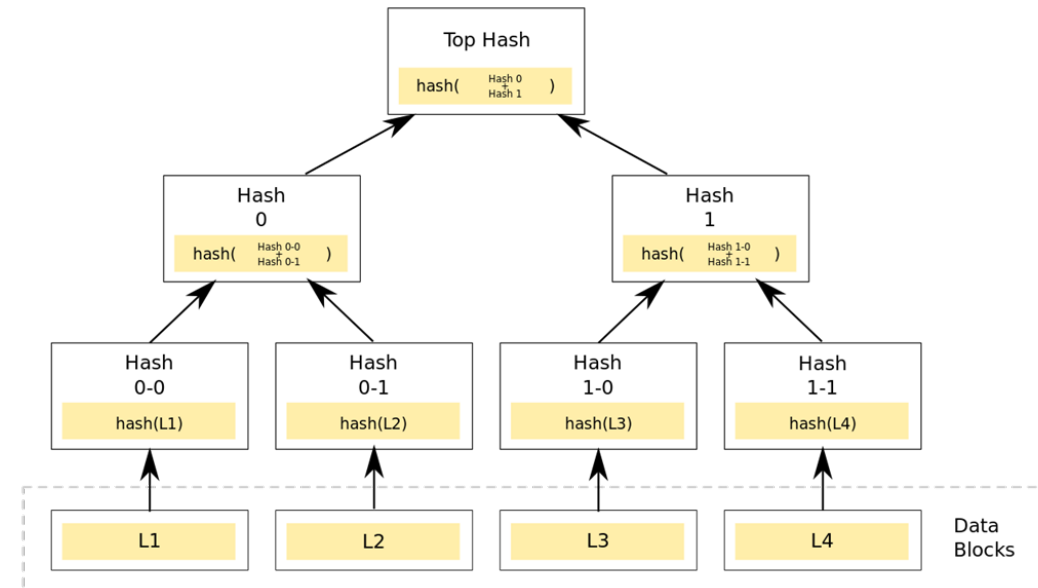 Top Hash
hash( Hash 0 + Hash 1 )
Hash
0
hash( Hash 0-0 + Hash 0-1 )
Hash
1
hash( Hash 1-0 + Hash 1-1 )
Hash
0-0
hash(L1)
Hash
0-1
hash(L2)
Hash
1-0
hash(L3)
Hash
1-1
hash(L4)
L1
L2
L3
L4
Data
Blocks